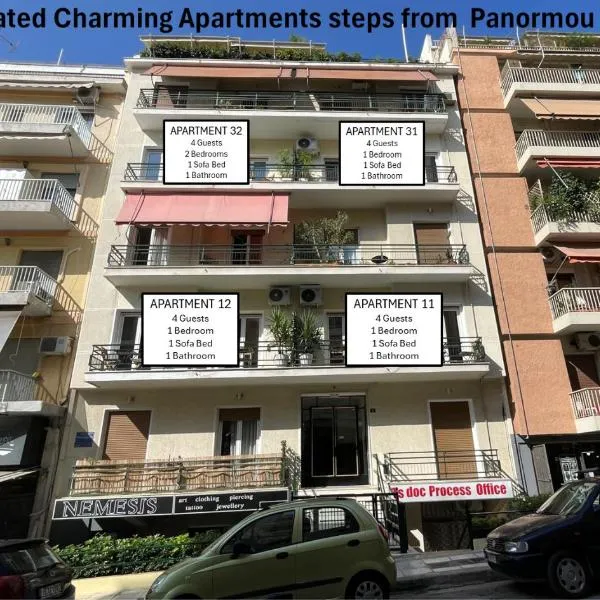 ated Charming Apartments steps from Panormou
APARTMENT 32
4 Guests
2 Bedrooms
1 Sofa Bed
1 Bathroom
APARTMENT 31
4 Guests
1 Bedroom
1 Sofa Bed
1 Bathroom
APARTMENT 12
4 Guests
1 Bedroom
1 Sofa Bed
1 Bathroom
APARTMENT 11
4 Guests
1 Bedroom
1 Sofa Bed
1 Bathroom
NEMESIS
art clothing piercing
tattoo jewellery
's doc Process Office